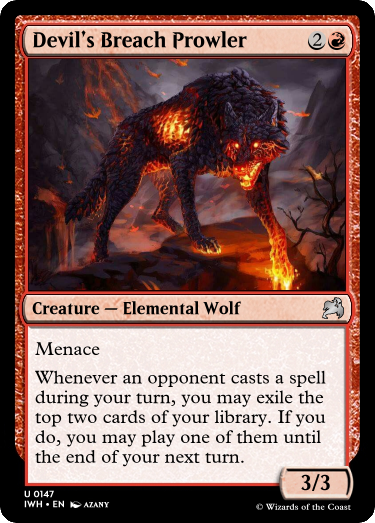 Devil's Breach Prowler 2
Creature — Elemental Wolf
Menace
Whenever an opponent casts a spell
during your turn, you may exile the
top two cards of your library. If you
do, you may play one of them until
the end of your next turn.
3/3
U 0147
IWH • EN AZANY
© Wizards of the Coast